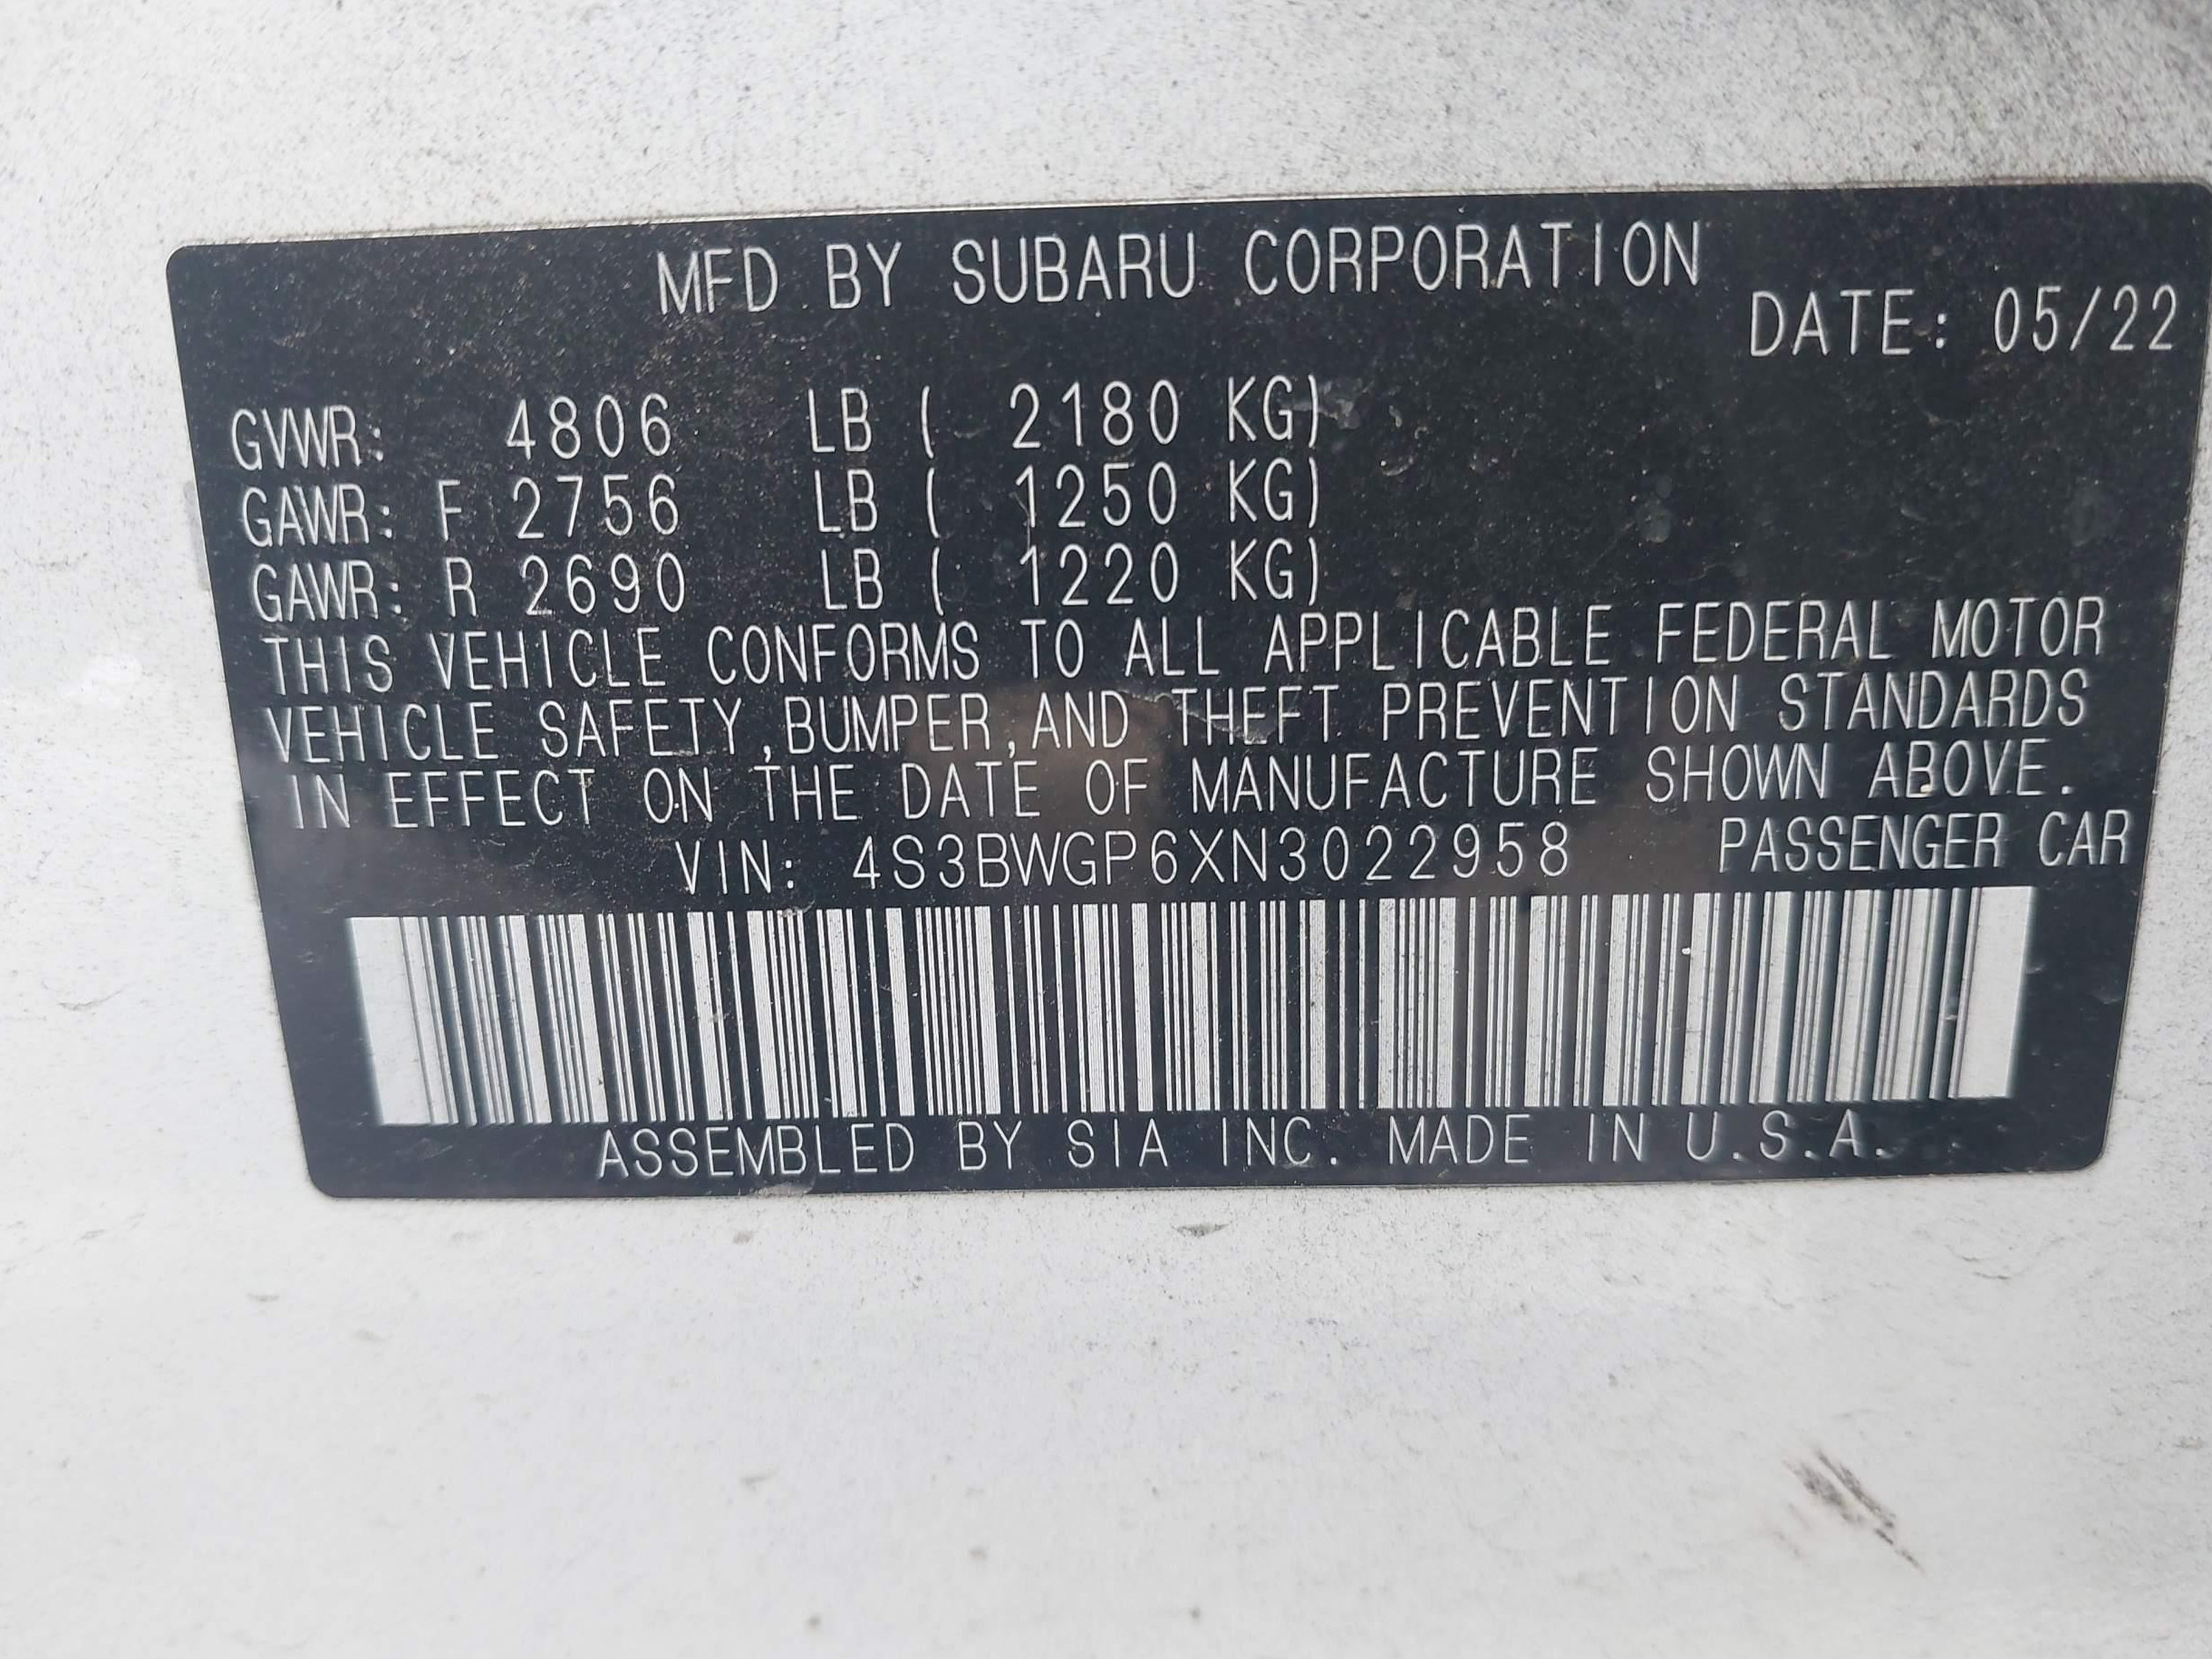 MFD BY SUBARU CORPORATION
DATE: 05/22
GVWR: 4806 LB ( 2180 KG)
GAWR: F 2756 LB ( 1250 KG)
GAWR: R 2690 LB ( 1220 KG)
THIS VEHICLE CONFORMS TO ALL APPLICABLE FEDERAL MOTOR
VEHICLE SAFETY,BUMPER,AND THEFT PREVENTION STANDARDS
IN EFFECT ON THE DATE OF MANUFACTURE SHOWN ABOVE.
VIN: 4S3BWGP6XN3022958 PASSENGER CAR
ASSEMBLED BY SIA INC. MADE IN U.S.A.